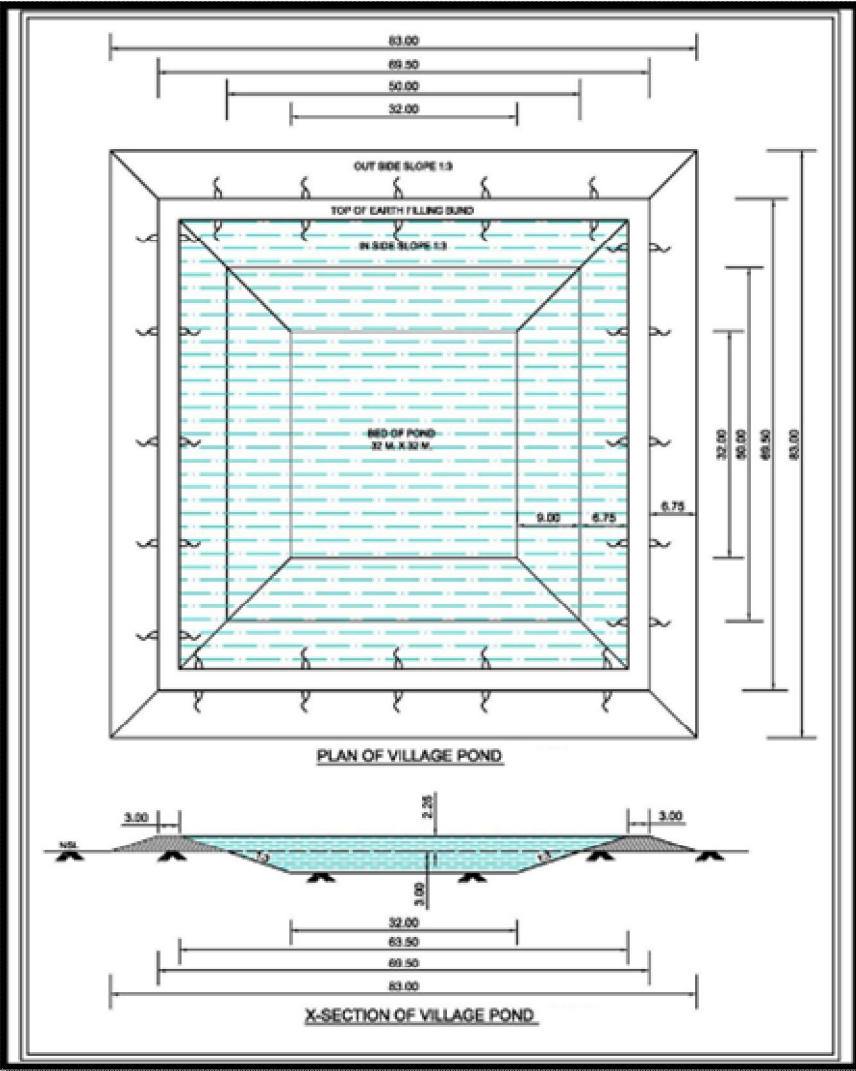 83.00
69.50
50.00
32.00
OUT SIDE SLOPE 1:3
TOP OF EARTH FILLING BUND
IN SIDE SLOPE 1:3
BED OF POND
32 M. X 32 M.
9.00
6.75
6.75
32.00
50.00
69.50
83.00
PLAN OF VILLAGE POND
3.00
2.25
3.00
NSL
1:3
1:3
3.00
32.00
63.50
69.50
83.00
X-SECTION OF VILLAGE POND